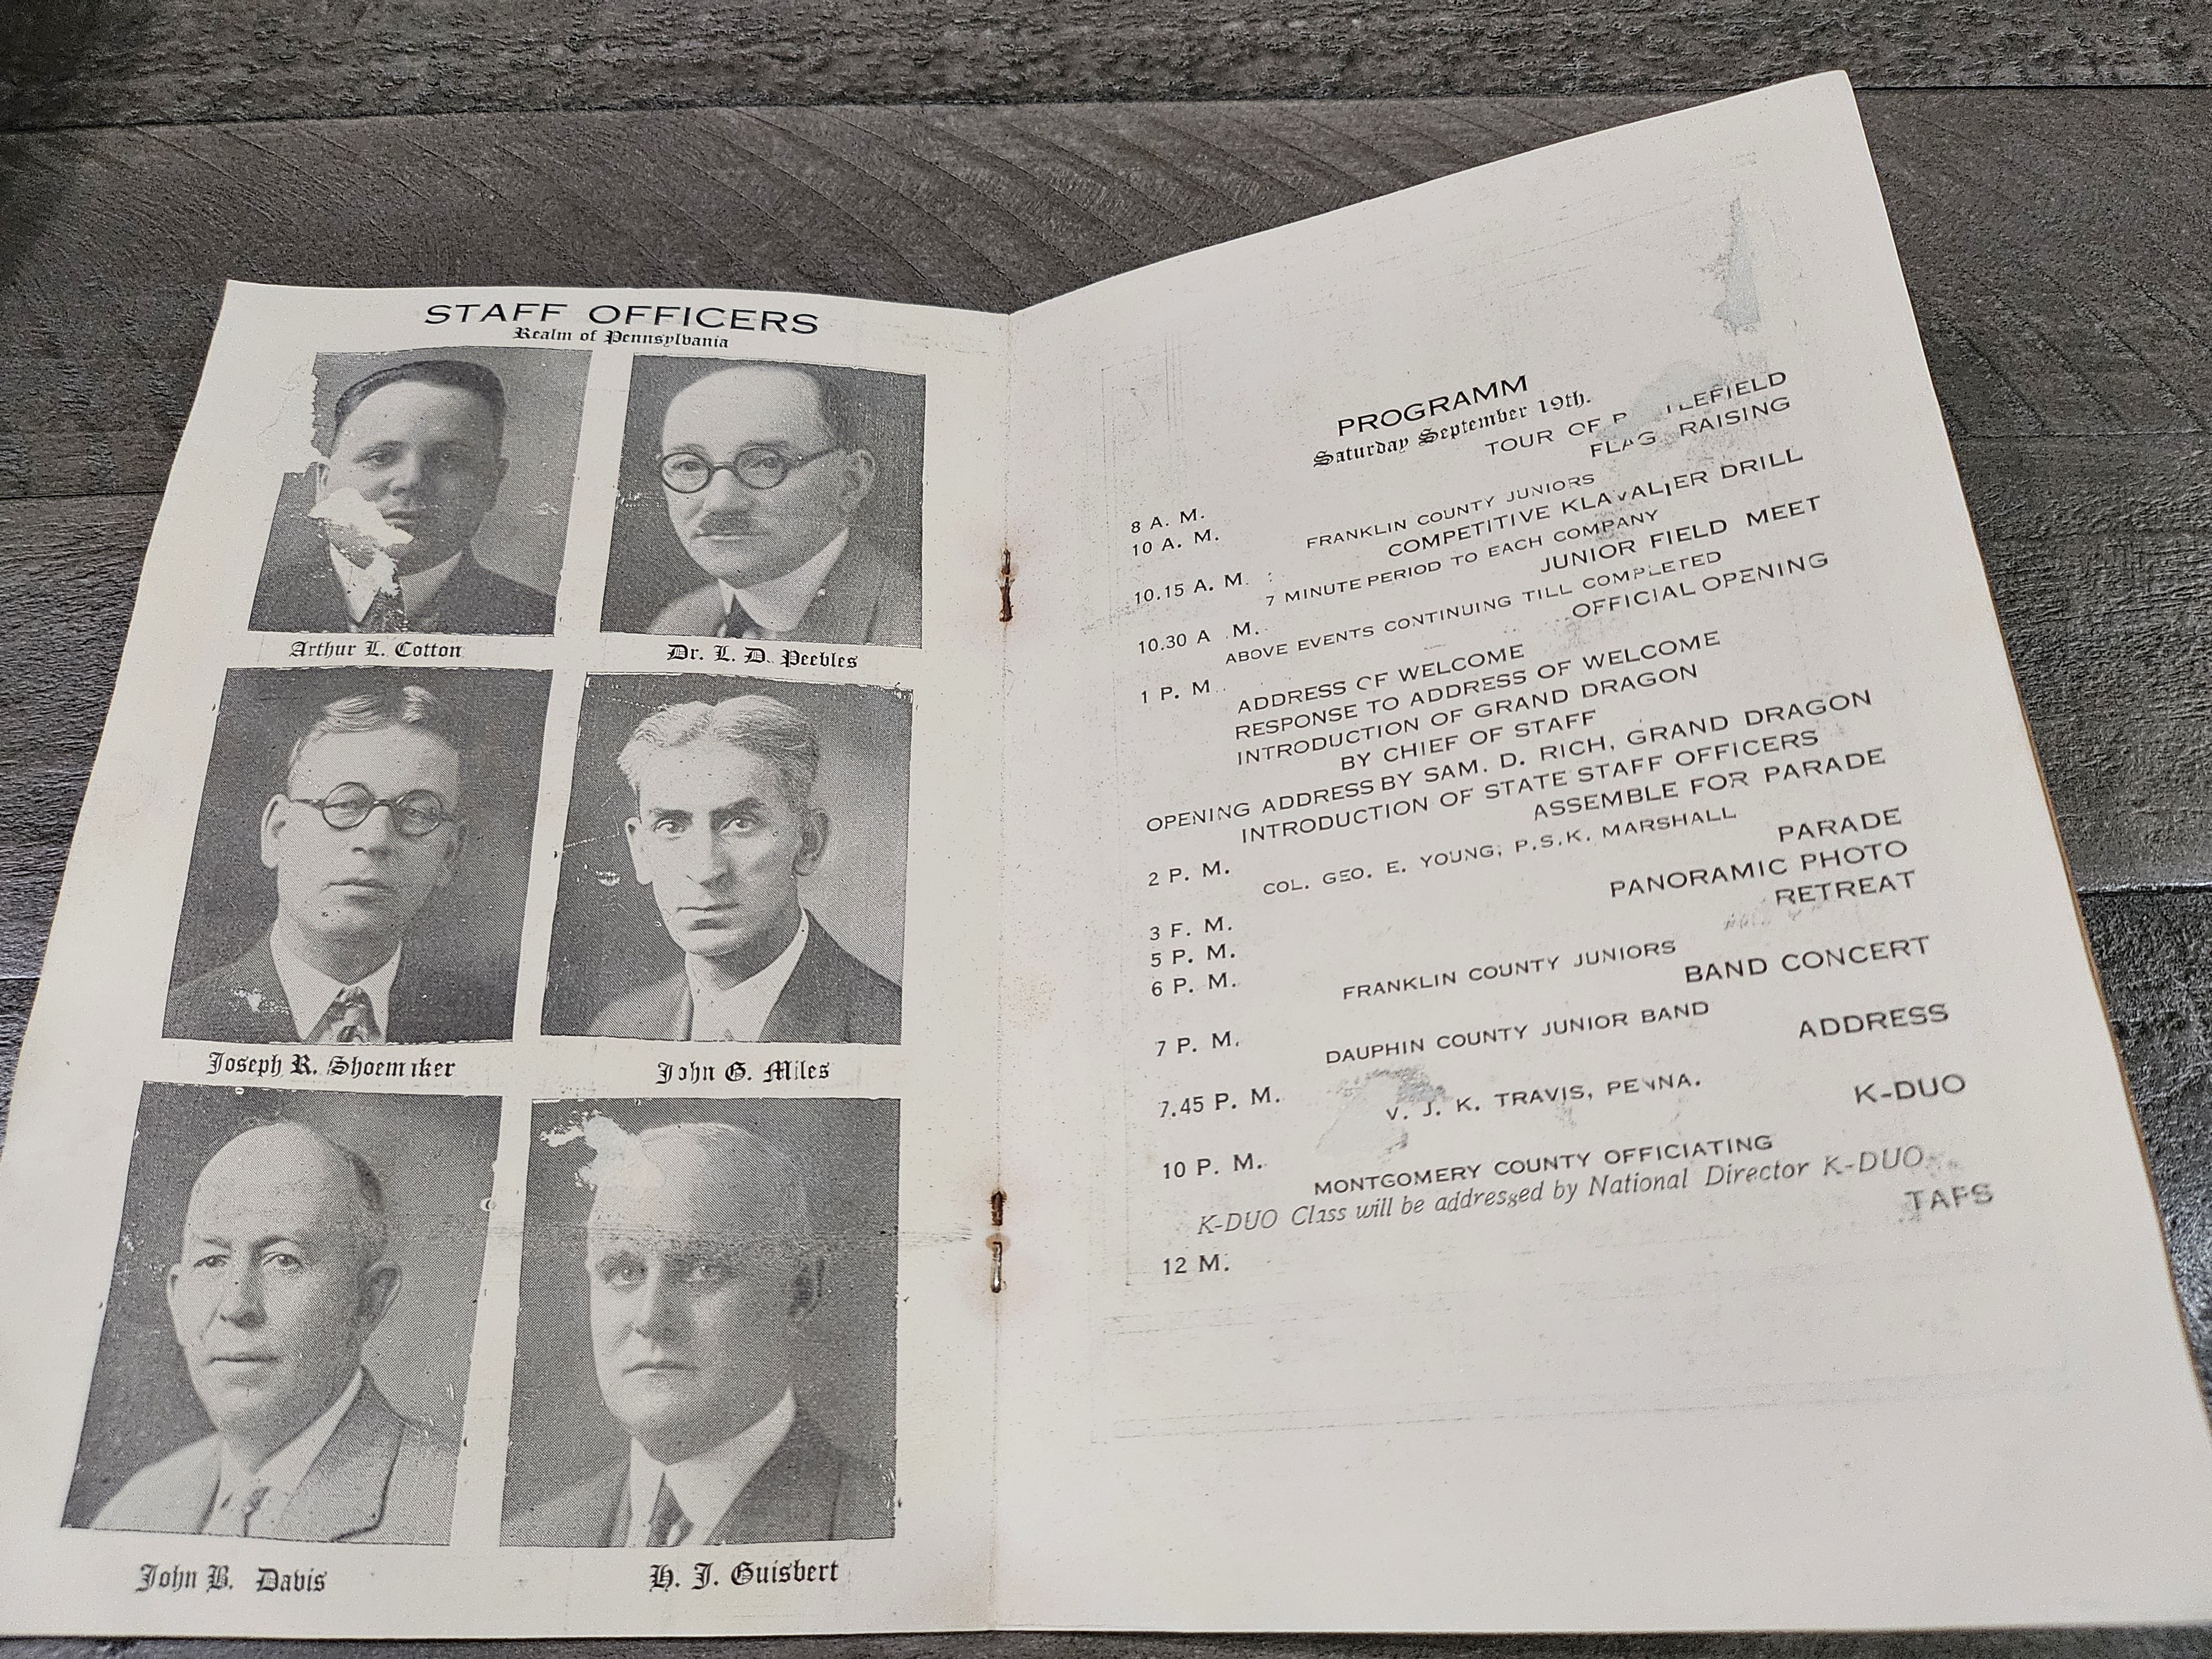 STAFF OFFICERS
Realm of Pennsylvania
Arthur L. Cotton
Dr. L. D. Peebles
Joseph R. Shoem ker
John G. Miles
John B. Davis
H. J. Guisbert
PROGRAMM
Saturday September 19th.
8 A. M. TOUR OF B TLEFIELD
10 A. M. FLAG RAISING
FRANKLIN COUNTY JUNIORS
10.15 A. M. : COMPETITIVE KLAVALIER DRILL
7 MINUTE PERIOD TO EACH COMPANY
10.30 A . M. JUNIOR FIELD MEET
ABOVE EVENTS CONTINUING TILL COMPLETED
1 P. M. OFFICIAL OPENING
ADDRESS OF WELCOME
RESPONSE TO ADDRESS OF WELCOME
INTRODUCTION OF GRAND DRAGON
BY CHIEF OF STAFF
OPENING ADDRESS BY SAM. D. RICH, GRAND DRAGON
INTRODUCTION OF STATE STAFF OFFICERS
2 P. M. ASSEMBLE FOR PARADE
COL. GEO. E. YOUNG, P.S.K. MARSHALL
3 P. M. PARADE
5 P. M. PANORAMIC PHOTO
6 P. M. RETREAT
FRANKLIN COUNTY JUNIORS
7 P. M. BAND CONCERT
DAUPHIN COUNTY JUNIOR BAND
7.45 P. M. ADDRESS
V. J. K. TRAVIS, PENNA.
10 P. M. K-DUO
MONTGOMERY COUNTY OFFICIATING
K-DUO Class will be addressed by National Director K-DUO
12 M. TAPS